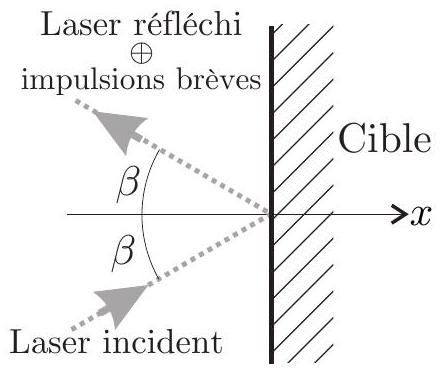 Laser réfléchi
⊕
impulsions brèves
Cible
β
x
β
Laser incident